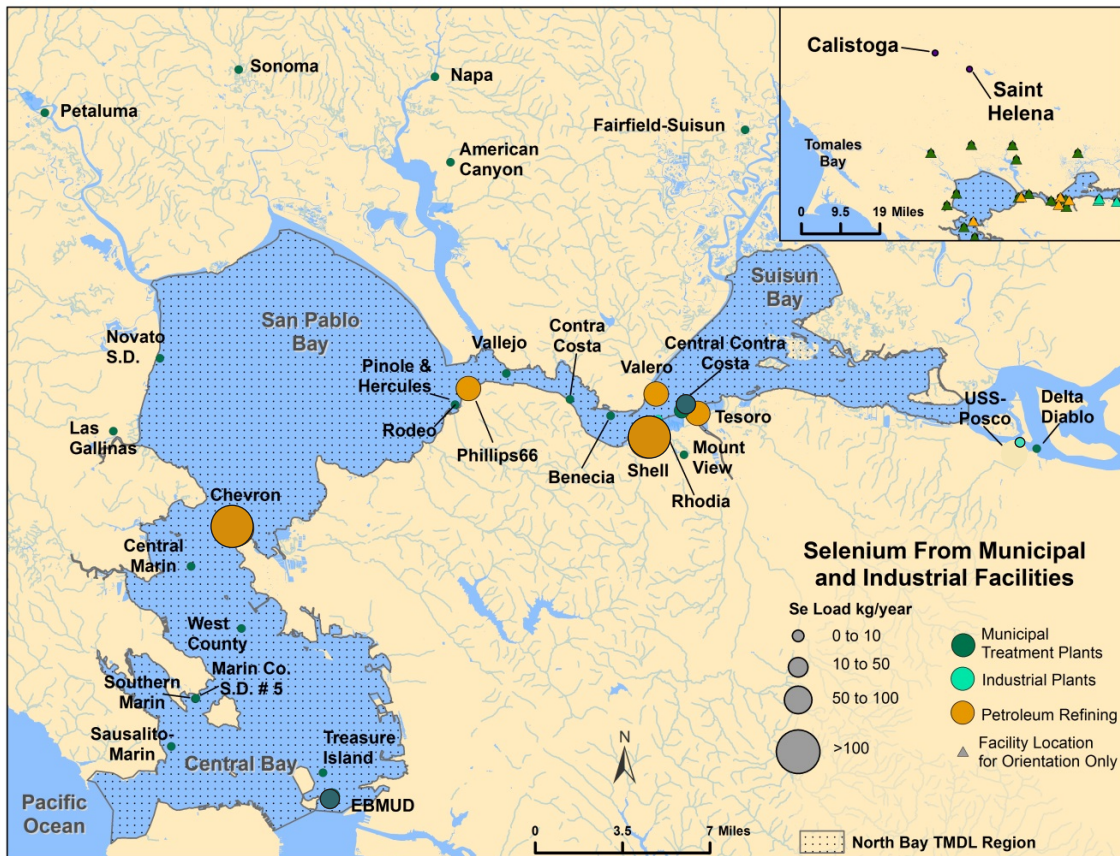 Sonoma
Napa
Petaluma
American
Canyon
Fairfield-Suisun
Calistoga
Saint
Helena
Tomales
Bay
0 9.5 19 Miles
San Pablo
Bay
Suisun
Bay
Novato
S.D.
Las
Gallinas
Vallejo
Pinole &
Hercules
Rodeo
Phillips66
Contra
Costa
Benecia
Valero
Central Contra
Costa
Shell
Tesoro
Mount
View
Rhodia
USS-
Posco
Delta
Diablo
Chevron
Central
Marin
West
County
Marin Co.
S.D. # 5
Southern
Marin
Sausalito-
Marin
Central Bay
Treasure
Island
EBMUD
Pacific
Ocean
N
0 3.5 7 Miles
Selenium From Municipal
and Industrial Facilities
Se Load kg/year
0 to 10
10 to 50
50 to 100
>100
Municipal
Treatment Plants
Industrial Plants
Petroleum Refining
Facility Location
for Orientation Only
North Bay TMDL Region